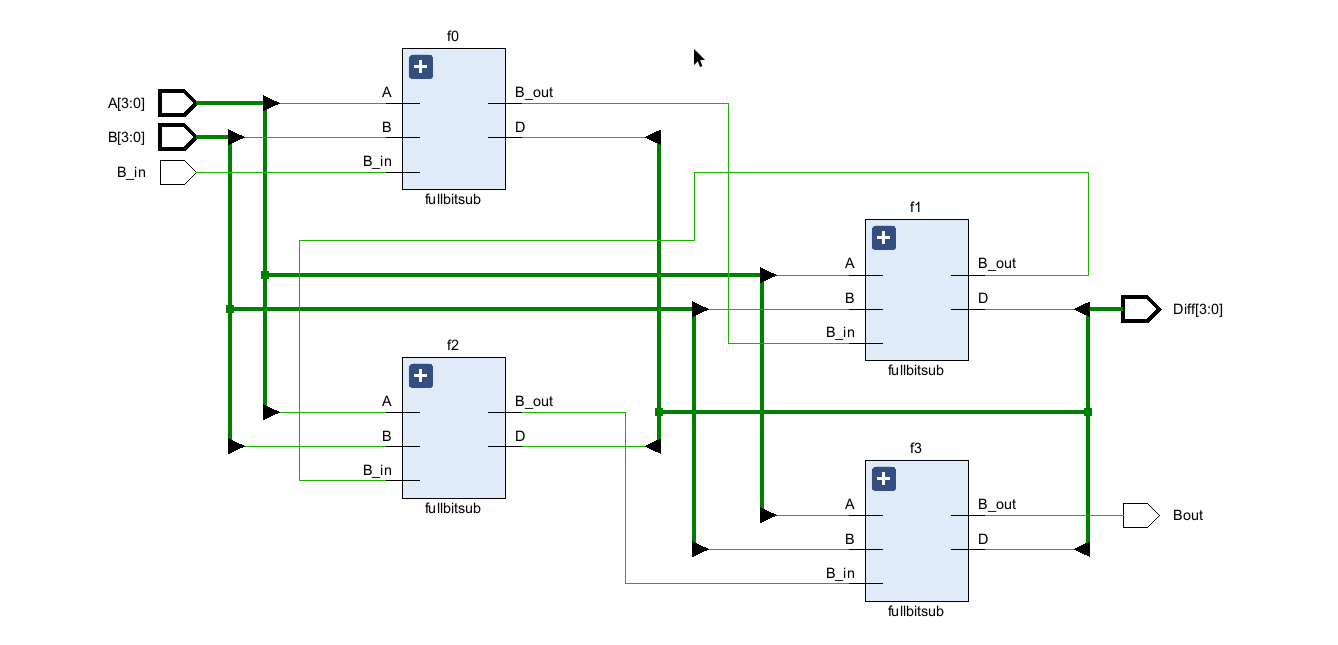 f0
A[3:0]
A
B_out
B[3:0]
B
D
B_in
B_in
fullbitsub
f1
A
B_out
B
D
Diff[3:0]
B_in
fullbitsub
f2
A
B_out
B
D
B_in
fullbitsub
f3
A
B_out
Bout
B
D
B_in
fullbitsub